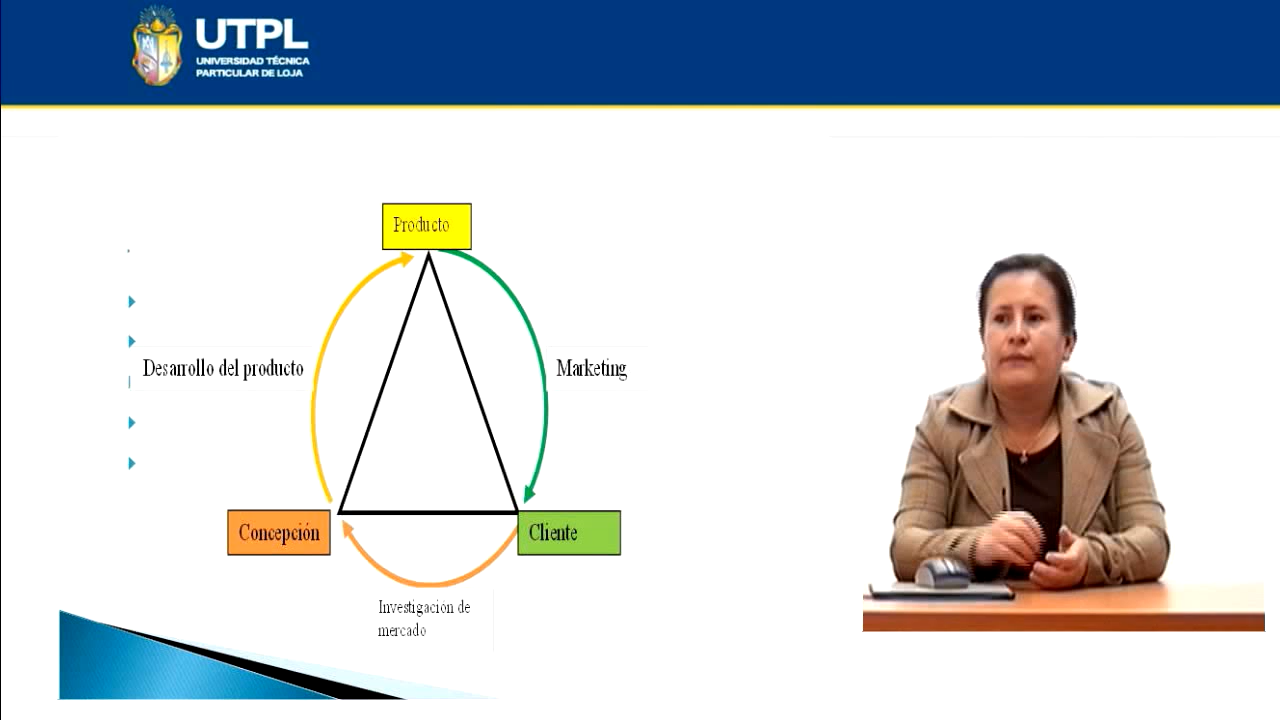 UTPL
UNIVERSIDAD TÉCNICA
PARTICULAR DE LOJA
Producto
Desarrollo del producto
Marketing
Concepción
Cliente
Investigación de
mercado